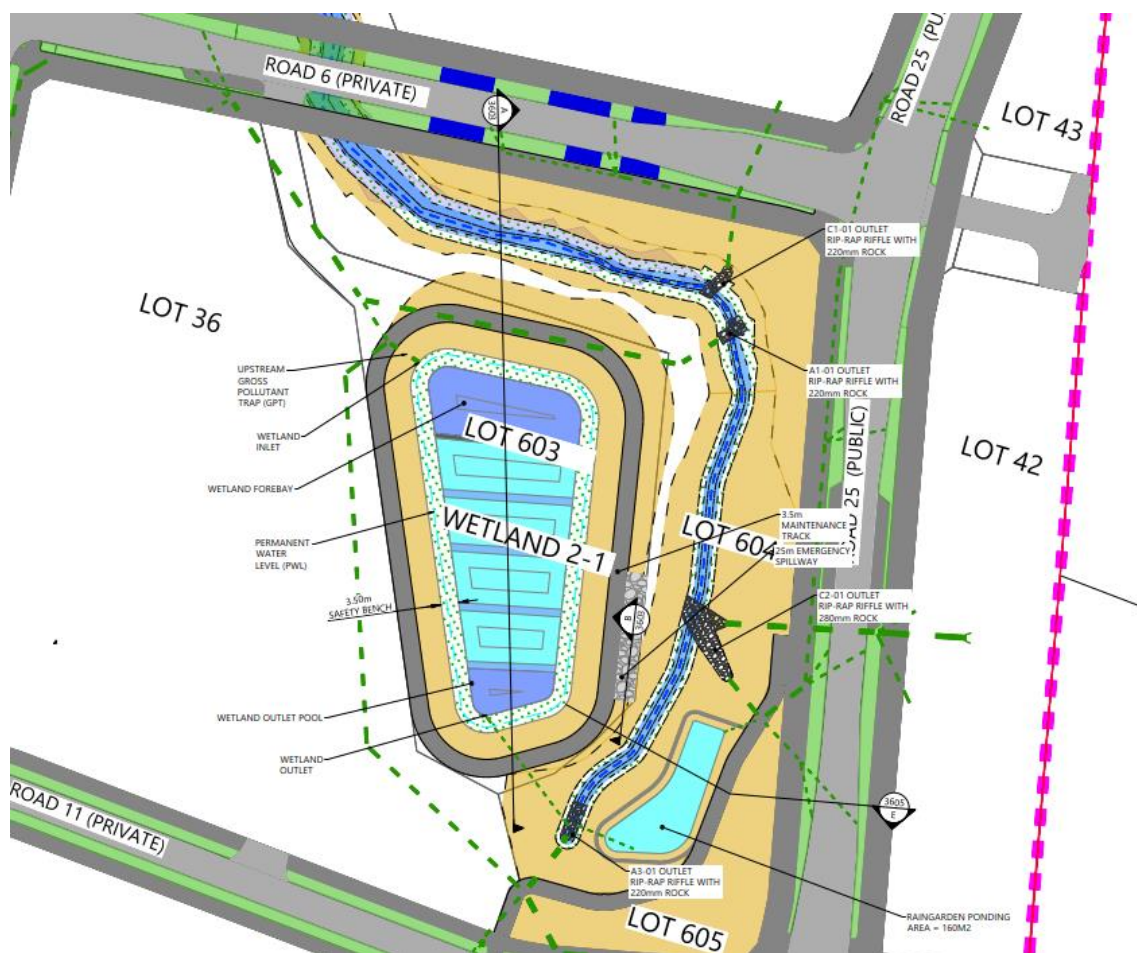 ROAD 25 (PU
ROAD 6 (PRIVATE)
A
3603
LOT 43
C1-01 OUTLET
RIP-RAP RIFFLE WITH
220mm ROCK
LOT 36
UPSTREAM
GROSS
POLLUTANT
TRAP (GPT)
A1-01 OUTLET
RIP-RAP RIFFLE WITH
220mm ROCK
WETLAND
INLET
LOT 603
LOT 42
WETLAND FOREBAY
ROAD 25 (PUBLIC)
3.5m
MAINTENANCE
TRACK
WETLAND 2-1
LOT 604
25m EMERGENCY
SPILLWAY
PERMANENT
WATER
LEVEL (PWL)
3.50m
SAFETY BENCH
C2-01 OUTLET
RIP-RAP RIFFLE WITH
280mm ROCK
B
3603
WETLAND OUTLET POOL
WETLAND
OUTLET
ROAD 11 (PRIVATE)
3605
E
A3-01 OUTLET
RIP-RAP RIFFLE WITH
220mm ROCK
LOT 605
RAINGARDEN PONDING
AREA = 160M2